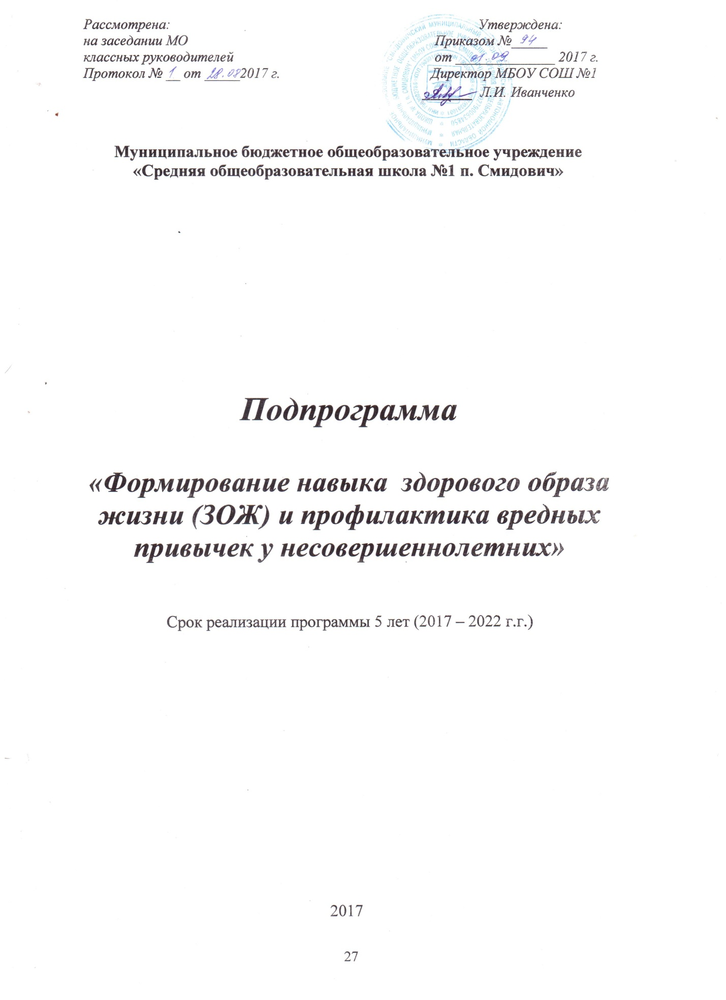 Рассмотрена:
на заседании МО
классных руководителей
Протокол № 1 от 28.08 2017 г.
Утверждена:
Приказом № 94
от 01.09 2017 г.
Директор МБОУ СОШ №1
Л.И. Иванченко
Муниципальное бюджетное общеобразовательное учреждение
«Средняя общеобразовательная школа №1 п. Смидович»
Подпрограмма
«Формирование навыка здорового образа
жизни (ЗОЖ) и профилактика вредных
привычек у несовершеннолетних»
Срок реализации программы 5 лет (2017 – 2022 г.г.)
2017
27